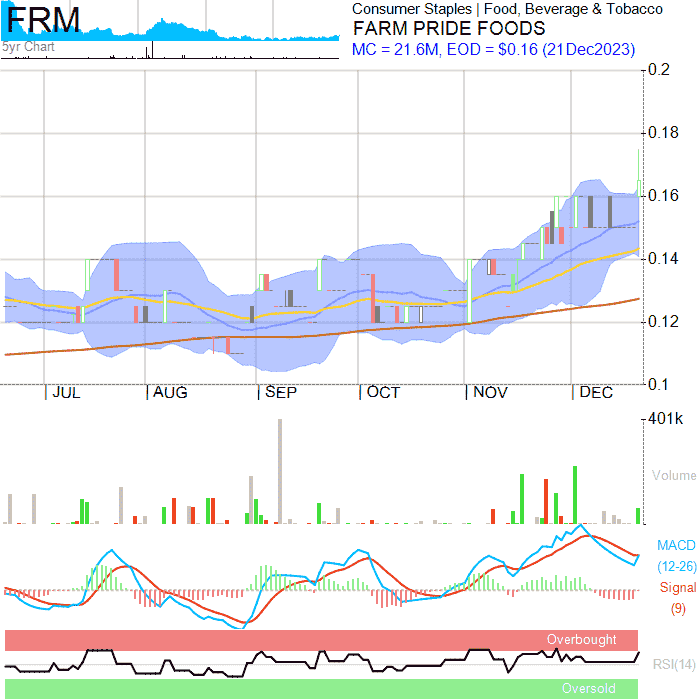 FRM
5yr Chart
Consumer Staples | Food, Beverage & Tobacco
FARM PRIDE FOODS
MC = 21.6M, EOD = $0.16 (21Dec2023)
0.2
0.18
0.16
0.14
0.12
0.1
JUL AUG SEP OCT NOV DEC
401k
Volume
MACD
(12-26)
Signal
(9)
Overbought
RSI(14)
Oversold